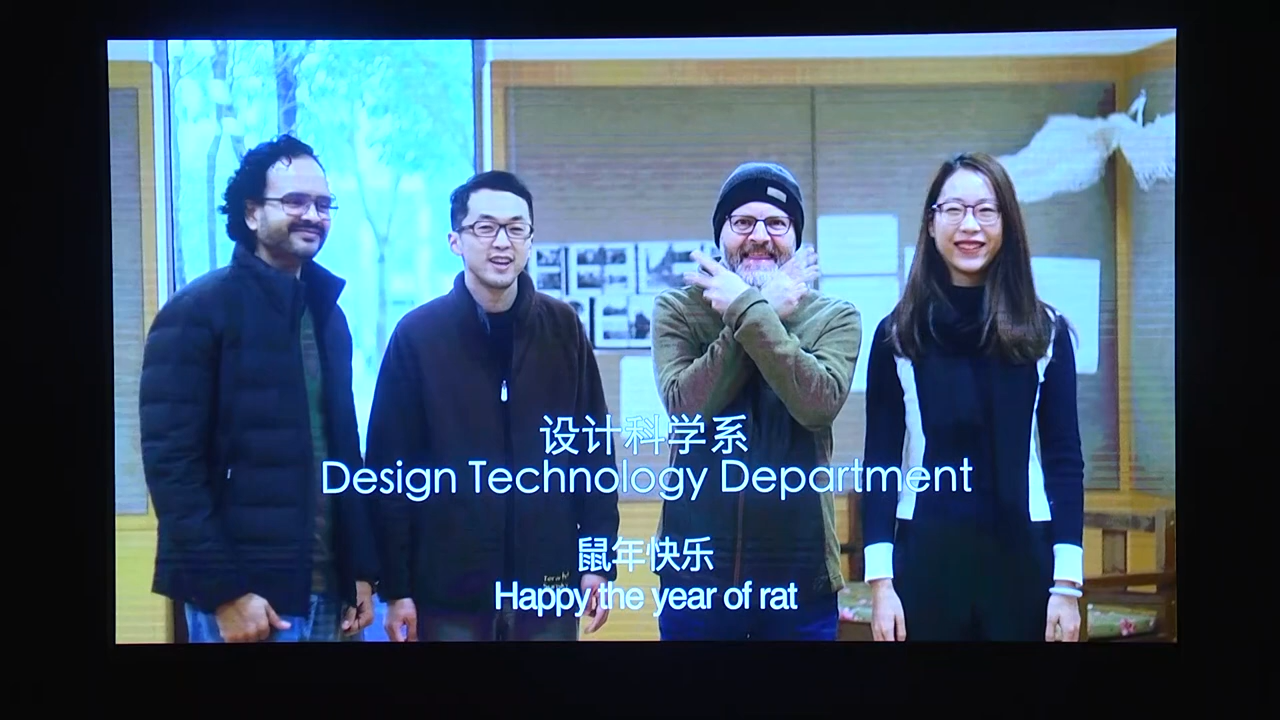 设计科学系
Design Technology Department
鼠年快乐
Happy the year of rat